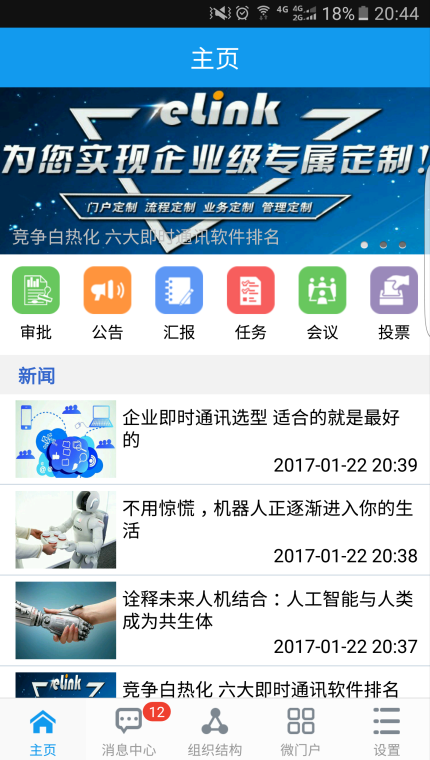 4G 4G 2G 18% 20:44
主页
elink
为您实现企业级专属定制!
门户定制 流程定制 业务定制 管理定制
竞争白热化 六大即时通讯软件排名
审批 公告 汇报 任务 会议 投票
新闻
企业即时通讯选型 适合的就是最好
的
2017-01-22 20:39
不用惊慌，机器人正逐渐进入你的生
活
2017-01-22 20:38
诠释未来人机结合：人工智能与人类
成为共生体
2017-01-22 20:37
elink
竞争白热化 六大即时通讯软件排名
12
主页 消息中心 组织结构 微门户 设置